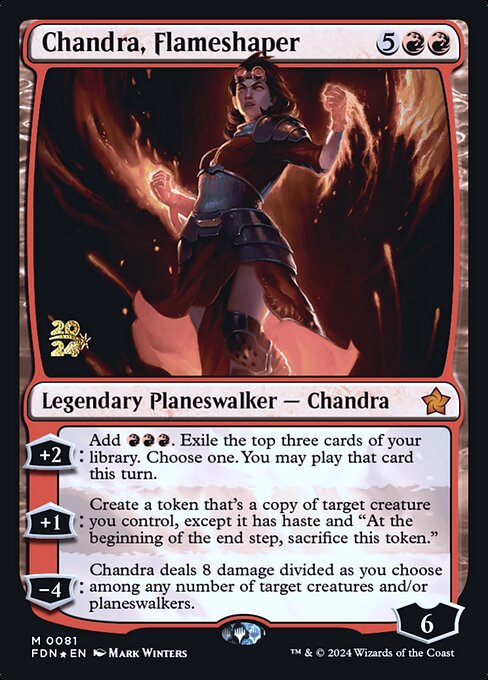 Chandra, Flameshaper 5
20
24
Legendary Planeswalker — Chandra
+2: Add. Exile the top three cards of your
library. Choose one. You may play that card
this turn.
+1: Create a token that's a copy of target creature
you control, except it has haste and “At the
beginning of the end step, sacrifice this token.”
-4: Chandra deals 8 damage divided as you choose
among any number of target creatures and/or
planeswalkers.
6
M 0081
FDN★EN Mark Winters
™ & © 2024 Wizards of the Coast